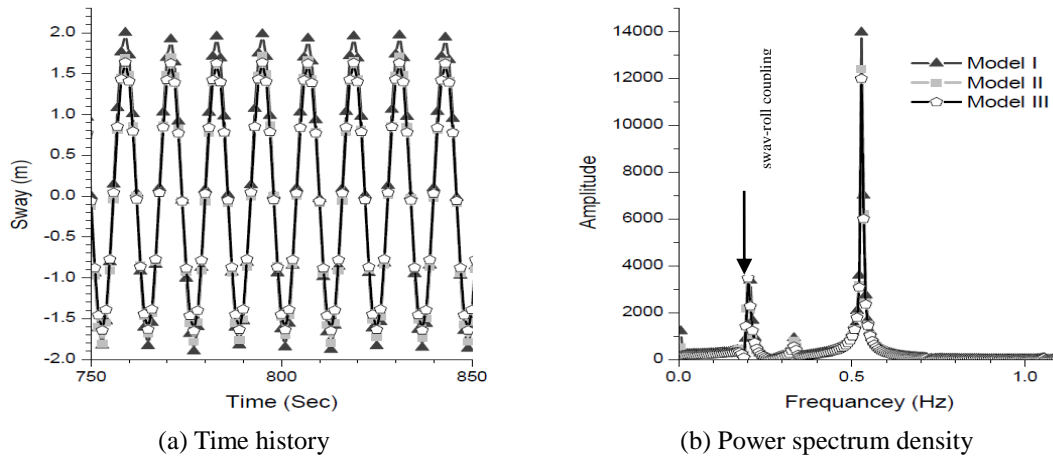 2.0
1.5
1.0
0.5
0.0
-0.5
-1.0
-1.5
-2.0
Sway (m)
750
800
850
Time (Sec)
(a) Time history
14000
12000
10000
8000
6000
4000
2000
0
Amplitude
sway-roll coupling
Model I
Model II
Model III
0.0
0.5
1.0
Frequancey (Hz)
(b) Power spectrum density